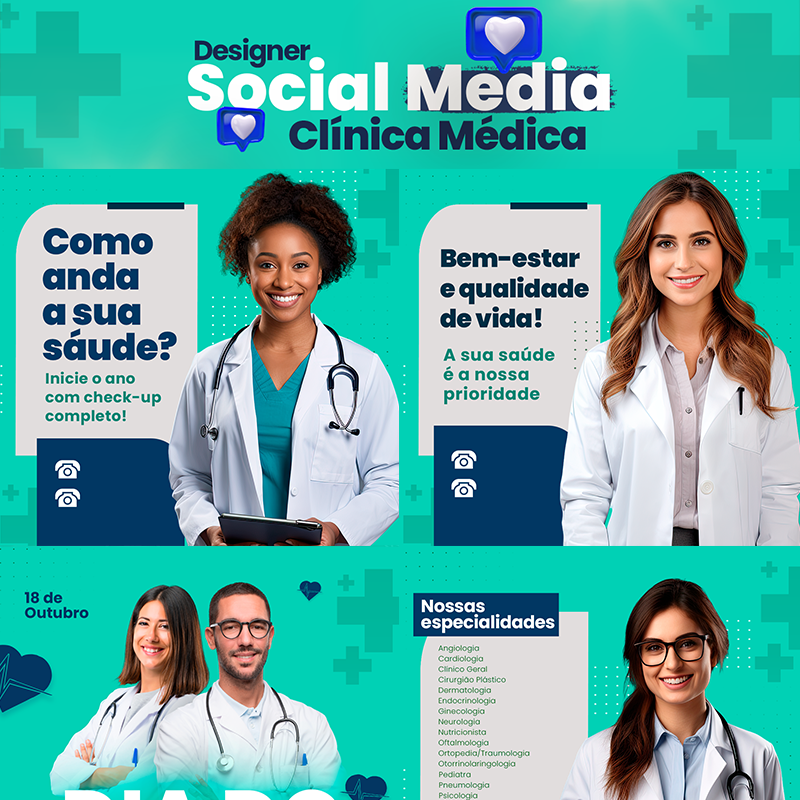 Designer
Social Media
Clínica Médica
Como
anda
a sua
sáude?
Inicie o ano
com check-up
completo!
Bem-estar
e qualidade
de vida!
A sua saúde
é a nossa
prioridade
18 de
Outubro
DIA DO
Nossas
especialidades
Angiologia
Cardiologia
Clínico Geral
Cirurgião Plástico
Dermatologia
Endocrinologia
Ginecologia
Neurologia
Nutricionista
Oftalmologia
Ortopedia/Traumologia
Otorrinolaringologia
Pediatra
Pneumologia
Psicologia